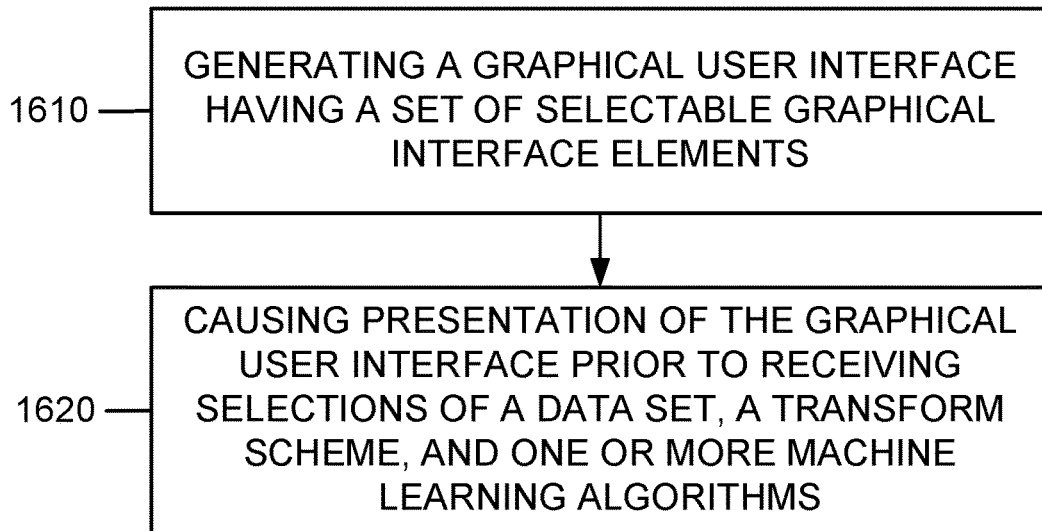 1610
GENERATING A GRAPHICAL USER INTERFACE
HAVING A SET OF SELECTABLE GRAPHICAL
INTERFACE ELEMENTS
1620
CAUSING PRESENTATION OF THE GRAPHICAL
USER INTERFACE PRIOR TO RECEIVING
SELECTIONS OF A DATA SET, A TRANSFORM
SCHEME, AND ONE OR MORE MACHINE
LEARNING ALGORITHMS